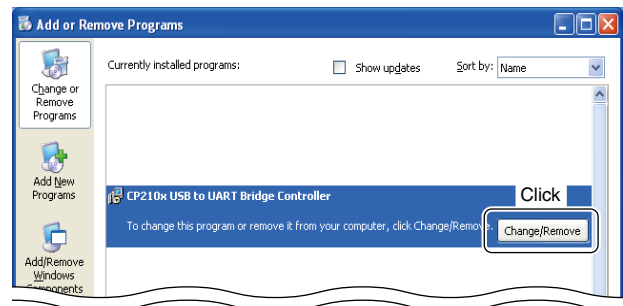 Add or Remove Programs
Change or
Remove
Programs
Currently installed programs:
Show updates
Sort by:
Name
Add New
Programs
CP210x USB to UART Bridge Controller
Click
To change this program or remove it from your computer, click Change/Remove.
Change/Remove
Add/Remove
Windows
Components